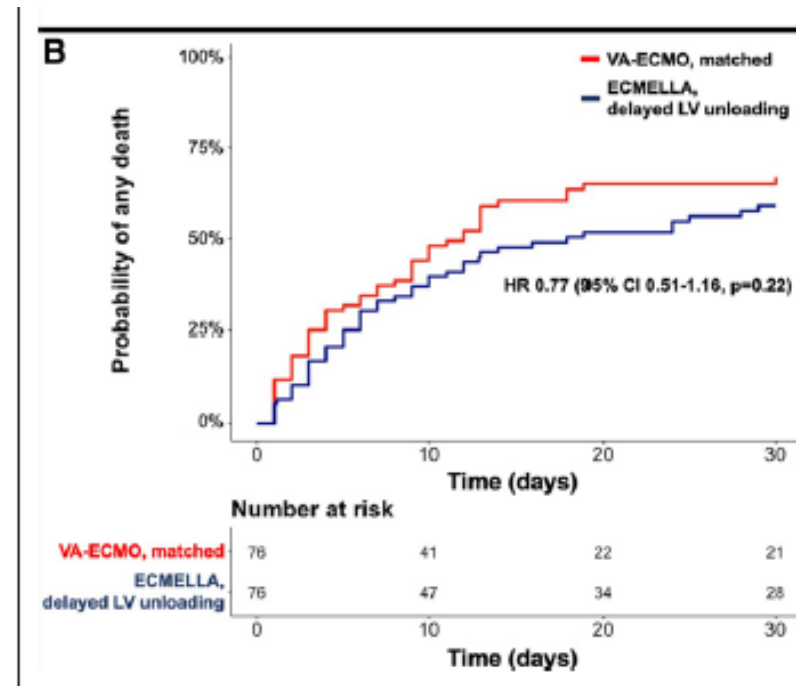 B
100%
75%
50%
25%
0%
Probability of any death
VA-ECMO, matched
ECMELLA,
delayed LV unloading
HR 0.77 (95% CI 0.51-1.16, p=0.22)
0 10 20 30
Time (days)
Number at risk
VA-ECMO, matched 76 41 22 21
ECMELLA,
delayed LV unloading 76 47 34 28
0 10 20 30
Time (days)